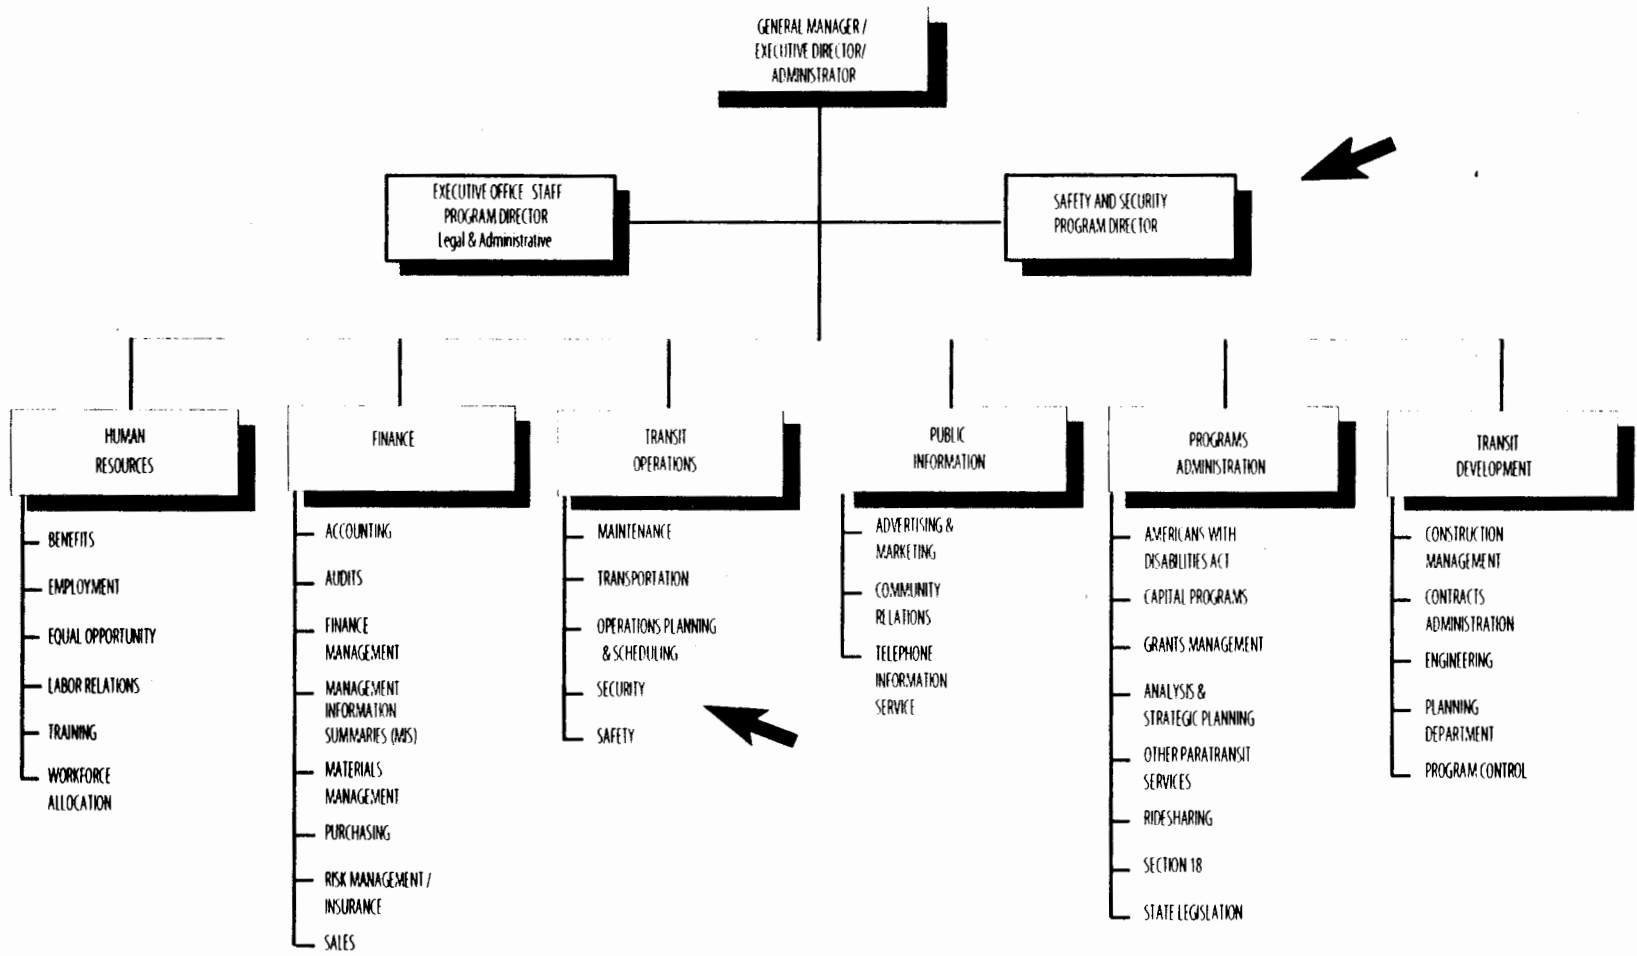 GENERAL MANAGER /
EXECUTIVE DIRECTOR/
ADMINISTRATOR
EXECUTIVE OFFICE STAFF
PROGRAM DIRECTOR
Legal & Administrative
SAFETY AND SECURITY
PROGRAM DIRECTOR
HUMAN
RESOURCES
BENEFITS
EMPLOYMENT
EQUAL OPPORTUNITY
LABOR RELATIONS
TRAINING
WORKFORCE
ALLOCATION
FINANCE
ACCOUNTING
AUDITS
FINANCE
MANAGEMENT
MANAGEMENT
INFORMATION
SUMMARIES (MIS)
MATERIALS
MANAGEMENT
PURCHASING
RISK MANAGEMENT /
INSURANCE
SALES
TRANSIT
OPERATIONS
MAINTENANCE
TRANSPORTATION
OPERATIONS PLANNING
& SCHEDULING
SECURITY
SAFETY
PUBLIC
INFORMATION
ADVERTISING &
MARKETING
COMMUNITY
RELATIONS
TELEPHONE
INFORMATION
SERVICE
PROGRAMS
ADMINISTRATION
AMERICANS WITH
DISABILITIES ACT
CAPITAL PROGRAMS
GRANTS MANAGEMENT
ANALYSIS &
STRATEGIC PLANNING
OTHER PARATRANSIT
SERVICES
RIDESHARING
SECTION 18
STATE LEGISLATION
TRANSIT
DEVELOPMENT
CONSTRUCTION
MANAGEMENT
CONTRACTS
ADMINISTRATION
ENGINEERING
PLANNING
DEPARTMENT
PROGRAM CONTROL